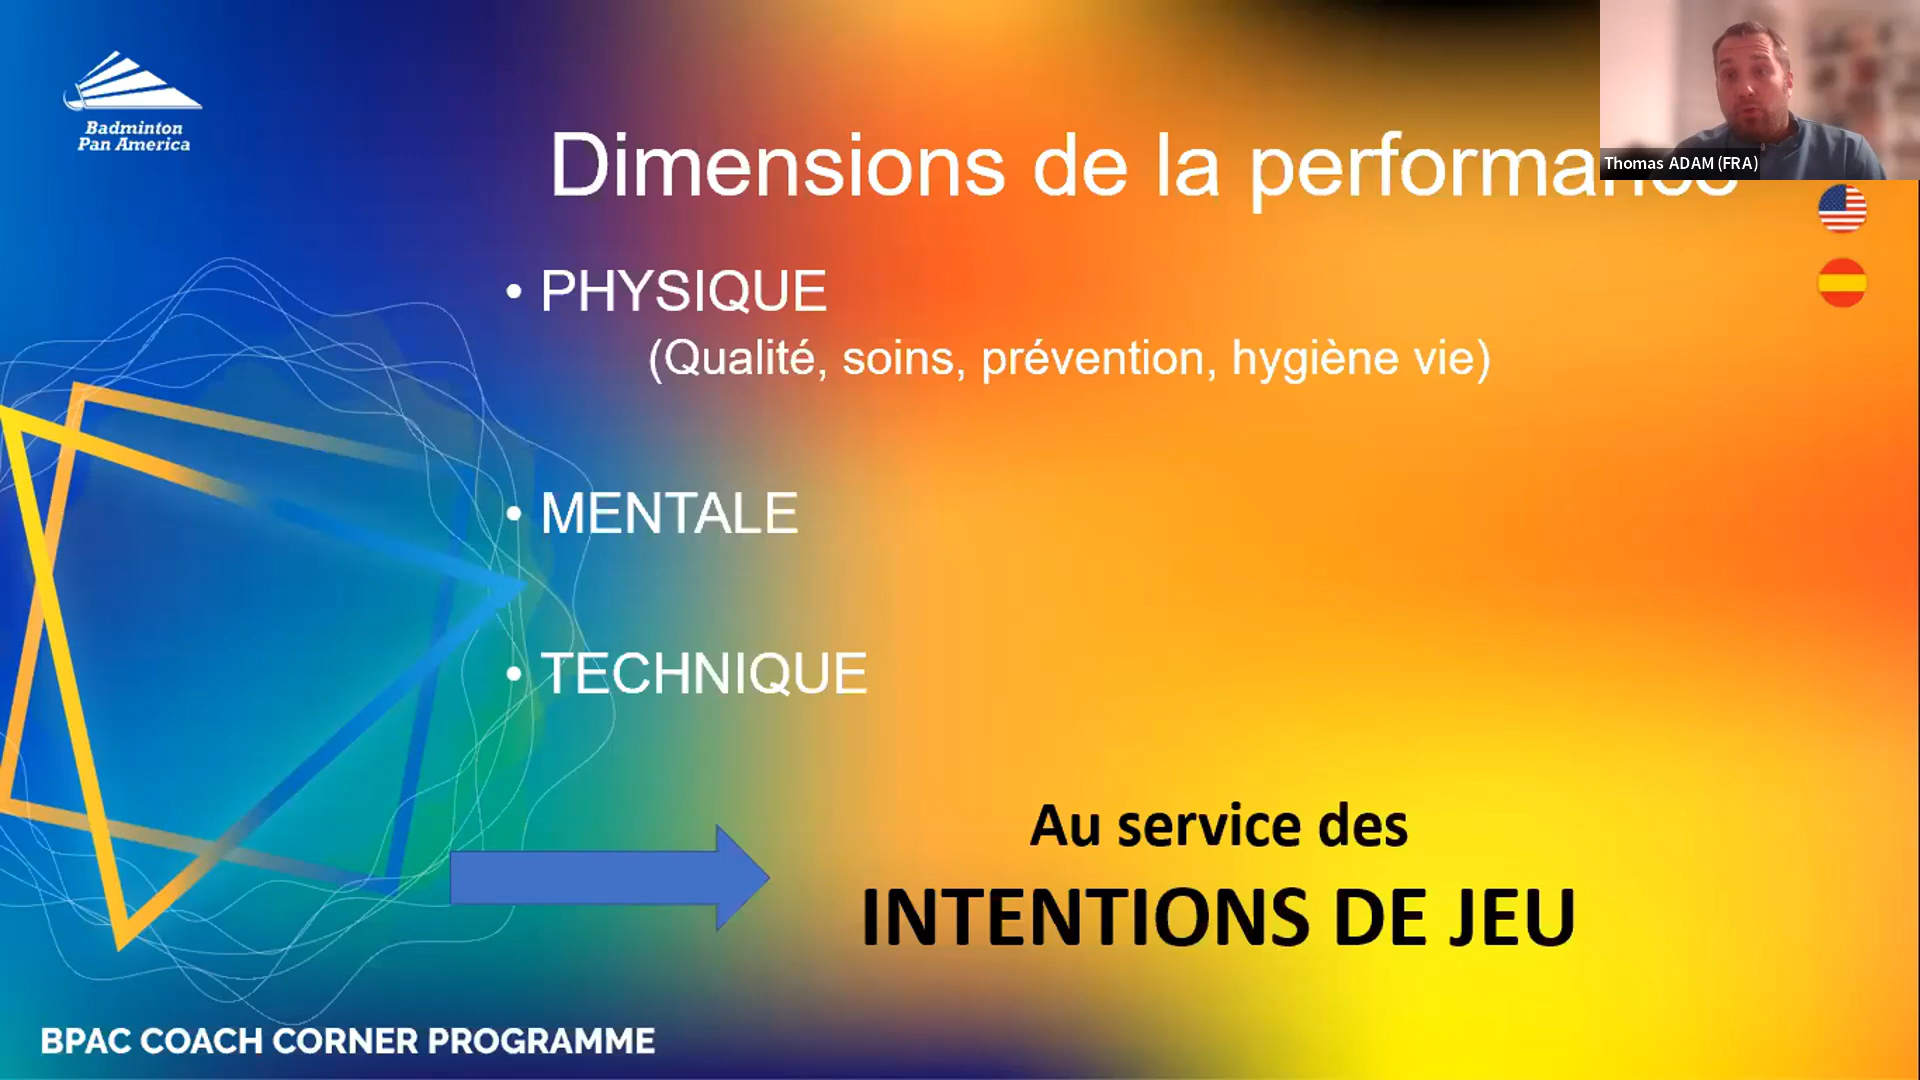 Badminton
Pan America
Dimensions de la performance
Thomas ADAM (FRA)
• PHYSIQUE
(Qualité, soins, prévention, hygiène vie)
• MENTALE
• TECHNIQUE
Au service des
INTENTIONS DE JEU
BPAC COACH CORNER PROGRAMME